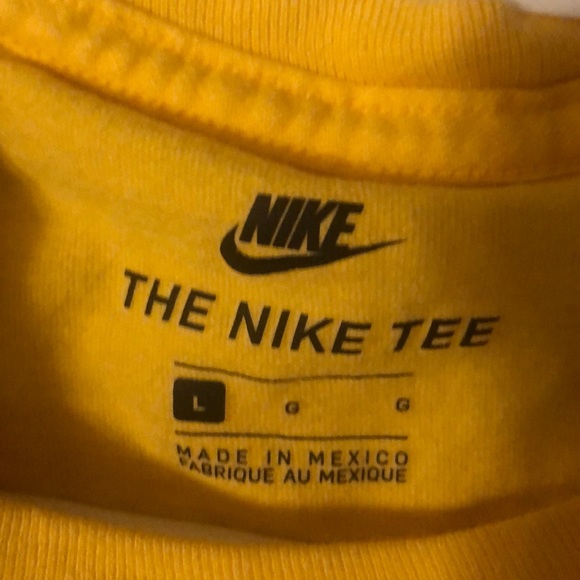 NIKE
THE NIKE TEE
L G G
MADE IN MEXICO
FABRIQUE AU MEXIQUE